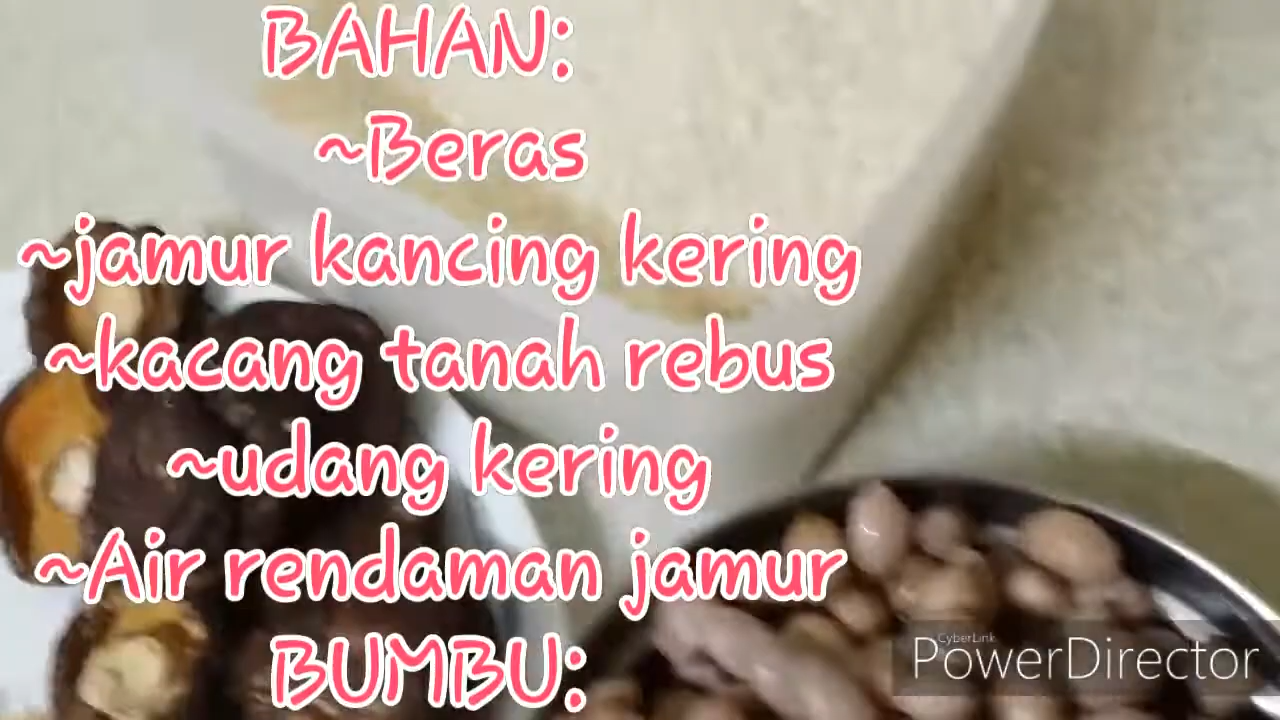 BAHAN:
~Beras
~jamur kancing kering
~kacang tanah rebus
~udang kering
~Air rendaman jamur
BUMBU:
CyberLink
PowerDirector